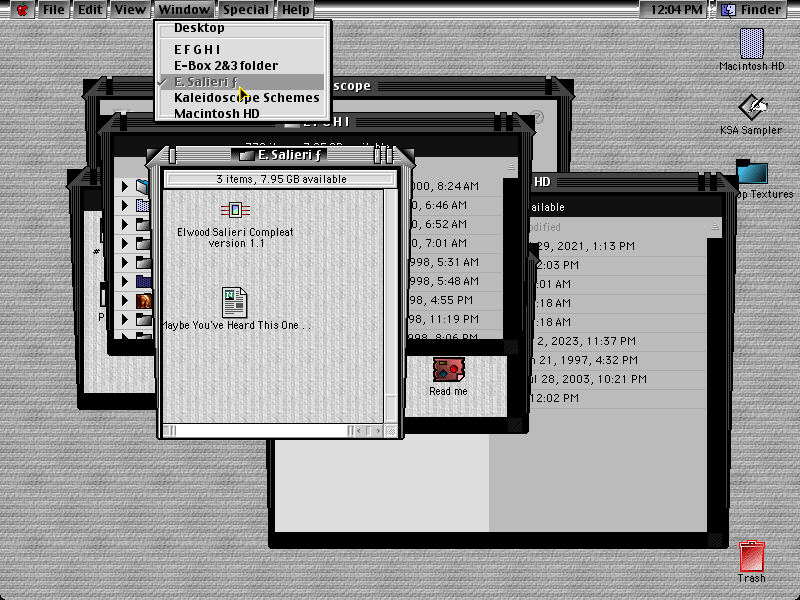 File Edit View Window Special Help 12:04 PM Finder
Desktop
E F G H I
E-Box 2&3 folder
E. Salieri ƒ
Kaleidoscope Schemes
Macintosh HD
Macintosh HD
KSA Sampler
op Textures
Trash
scope
E F G H I
E. Salieri ƒ
3 items, 7.95 GB available
Elwood Salieri Compleat
version 1.1
Maybe You've Heard This One ..
000, 8:24 AM
0, 6:46 AM
0, 6:52 AM
0, 7:01 AM
998, 5:31 AM
998, 5:48 AM
98, 4:55 PM
98, 11:19 PM
998, 8:06 PM
#
P
Read me
HD
ailable
odified
29, 2021, 1:13 PM
2:03 PM
:01 AM
:18 AM
:18 AM
2, 2023, 11:37 PM
n 21, 1997, 4:32 PM
ul 28, 2003, 10:21 PM
12:02 PM